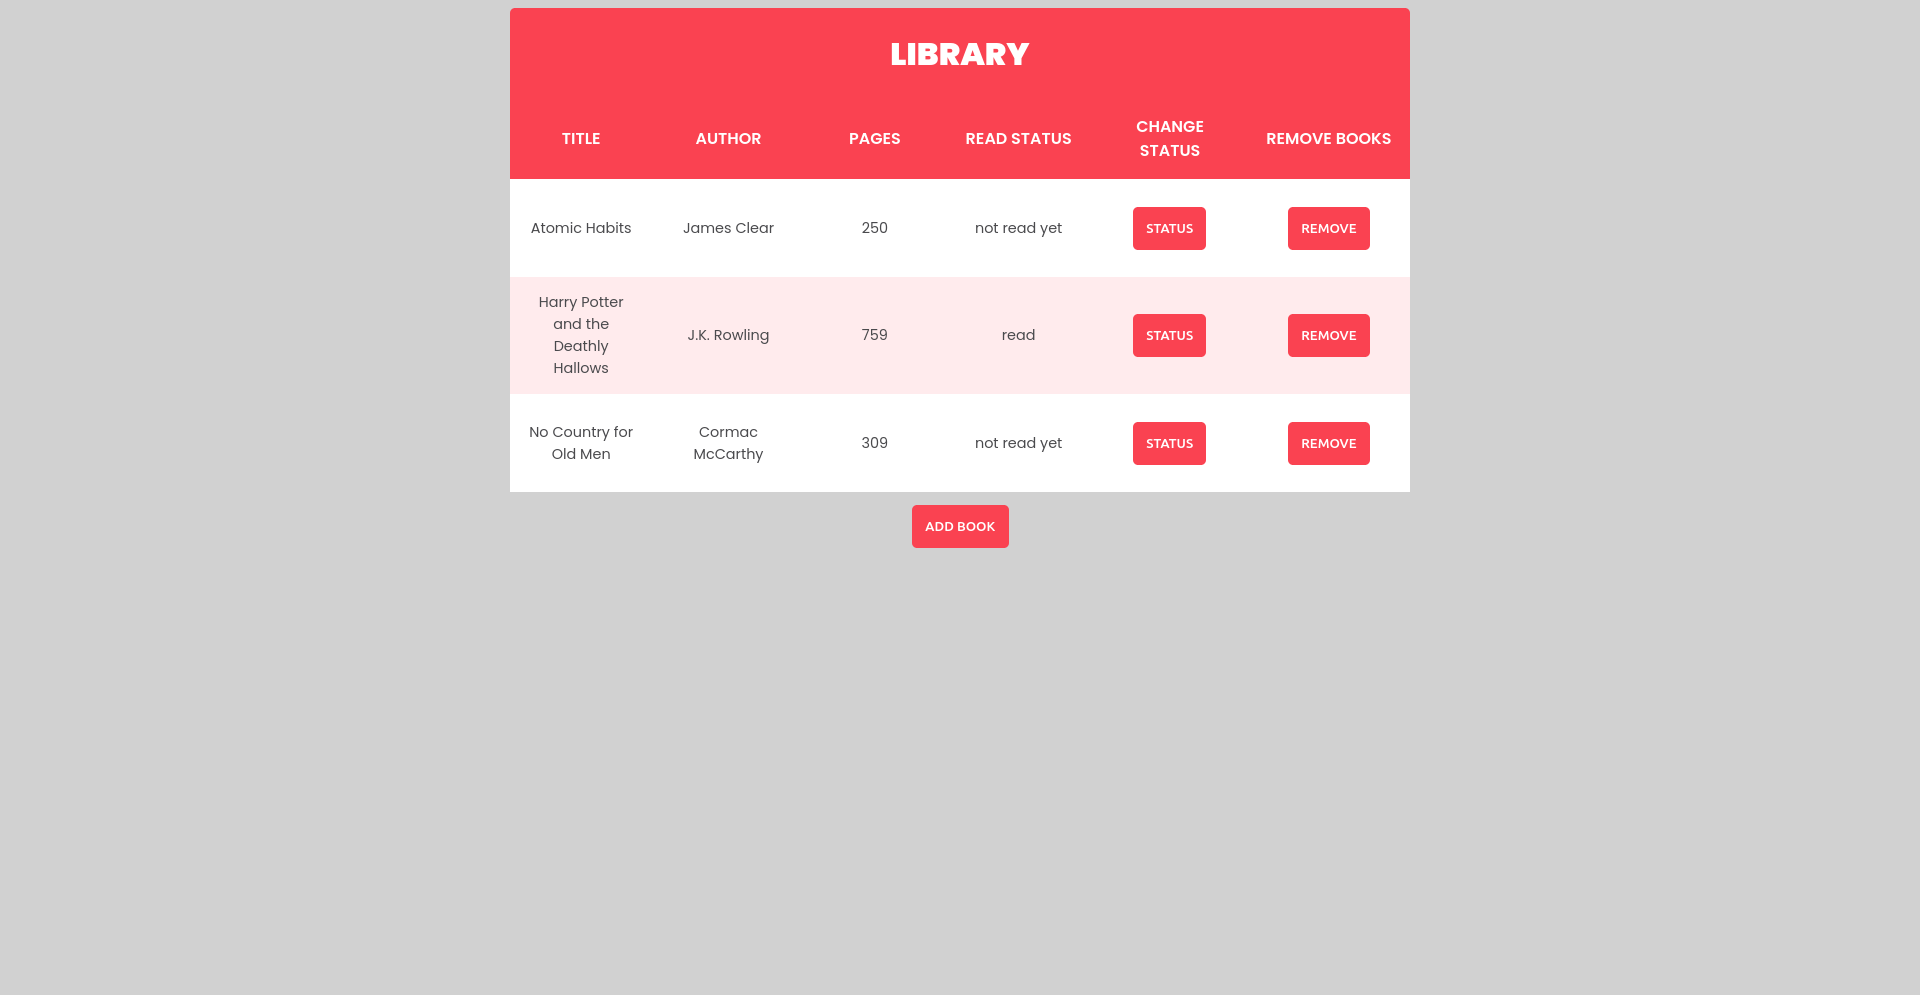 LIBRARY
TITLE AUTHOR PAGES READ STATUS CHANGE STATUS REMOVE BOOKS
Atomic Habits James Clear 250 not read yet STATUS REMOVE
Harry Potter
and the
Deathly
Hallows
J.K. Rowling 759 read STATUS REMOVE
No Country for
Old Men
Cormac
McCarthy
309 not read yet STATUS REMOVE
ADD BOOK